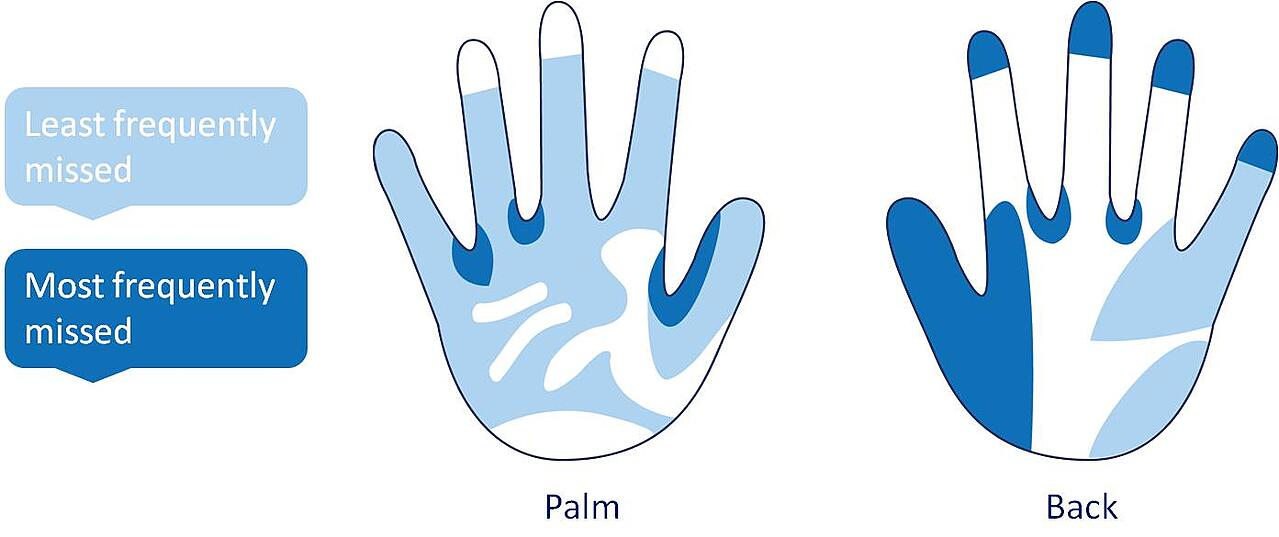 Least frequently
missed
Most frequently
missed
Palm
Back